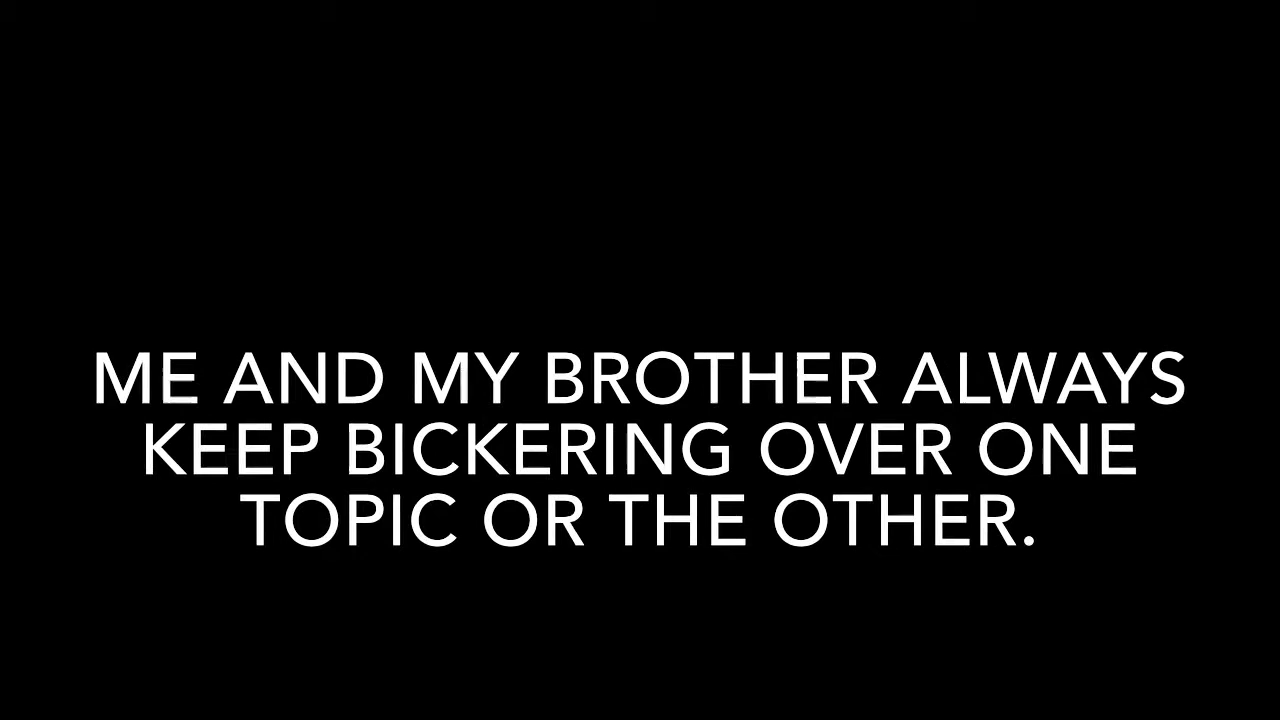 ME AND MY BROTHER ALWAYS
KEEP BICKERING OVER ONE
TOPIC OR THE OTHER.